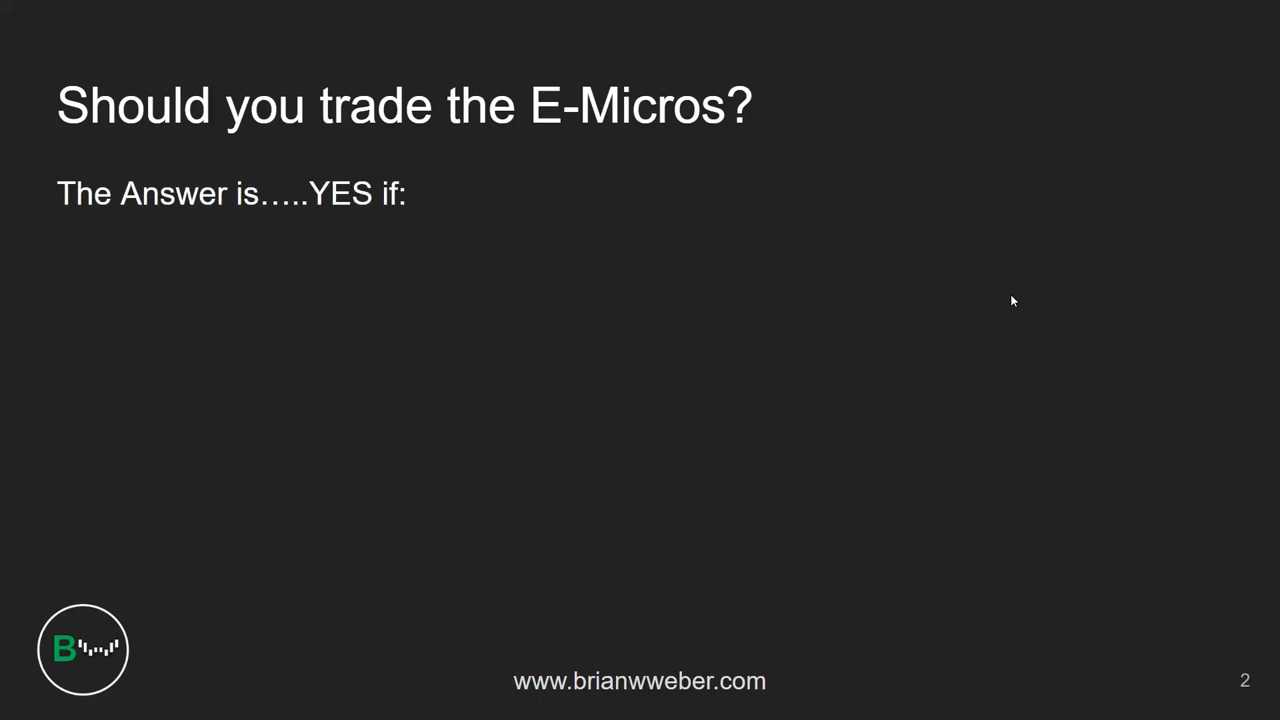 Should you trade the E-Micros?
The Answer is…..YES if:
B
www.brianwweber.com
2